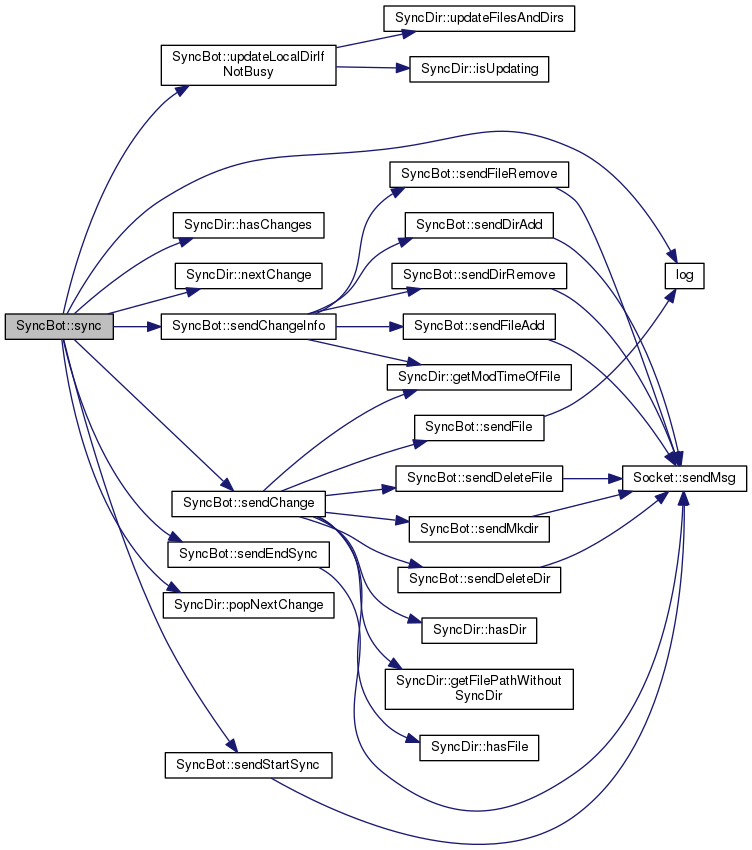 SyncDir::updateFilesAndDirs
SyncBot::updateLocalDirIf
NotBusy
SyncDir::isUpdating
SyncBot::sendFileRemove
SyncDir::hasChanges
SyncBot::sendDirAdd
SyncDir::nextChange
SyncBot::sendDirRemove
log
SyncBot::sync
SyncBot::sendChangeInfo
SyncBot::sendFileAdd
SyncDir::getModTimeOfFile
SyncBot::sendFile
SyncBot::sendDeleteFile
Socket::sendMsg
SyncBot::sendChange
SyncBot::sendMkdir
SyncBot::sendEndSync
SyncBot::sendDeleteDir
SyncDir::popNextChange
SyncDir::hasDir
SyncDir::getFilePathWithout
SyncDir
SyncDir::hasFile
SyncBot::sendStartSync